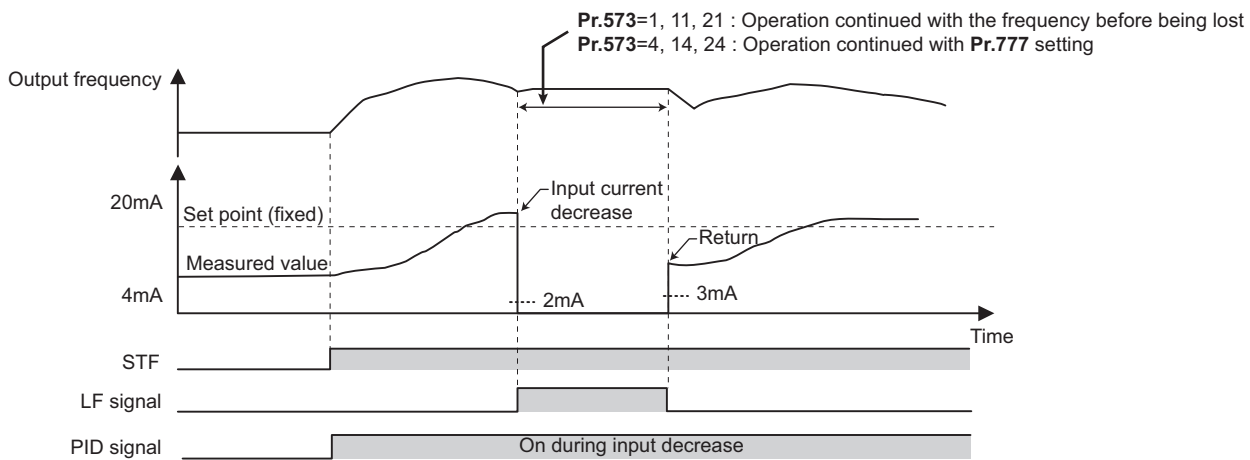 Pr.573=1, 11, 21 : Operation continued with the frequency before being lost
Pr.573=4, 14, 24 : Operation continued with Pr.777 setting
Output frequency
20mA
Set point (fixed)
Input current
decrease
Return
Measured value
4mA
2mA
3mA
Time
STF
LF signal
PID signal
On during input decrease